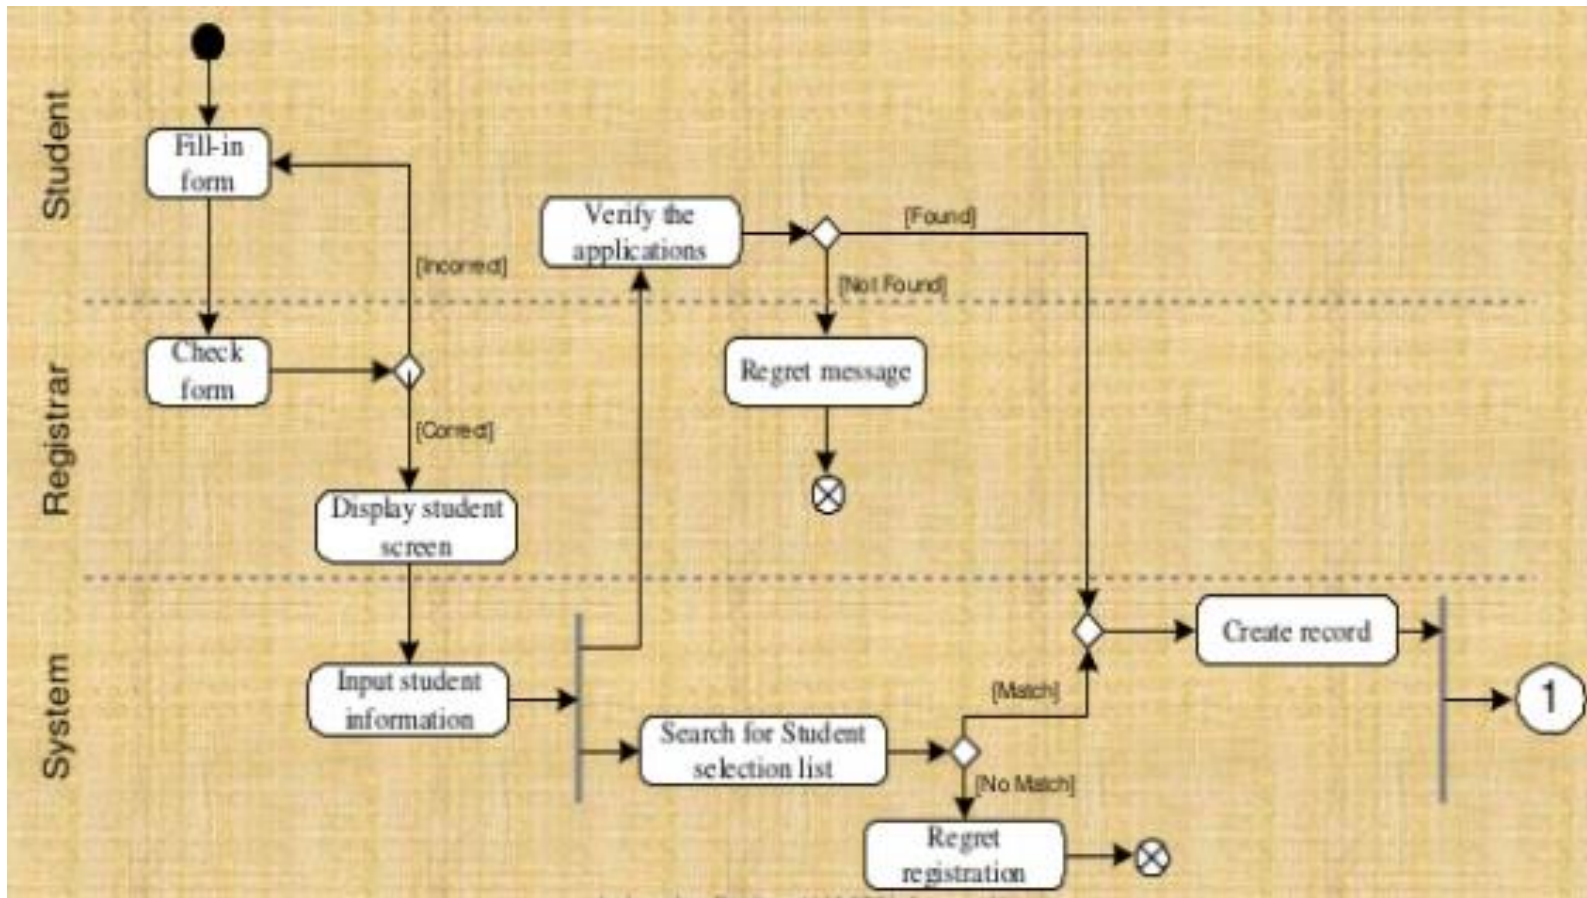 Student
Fill-in
form
Verify the
applications
[Found]
[Incorrect]
[Not Found]
Registrar
Check
form
Regret message
[Correct]
Display student
screen
System
Input student
information
Create record
[Match]
1
Search for Student
selection list
[No Match]
Regret
registration